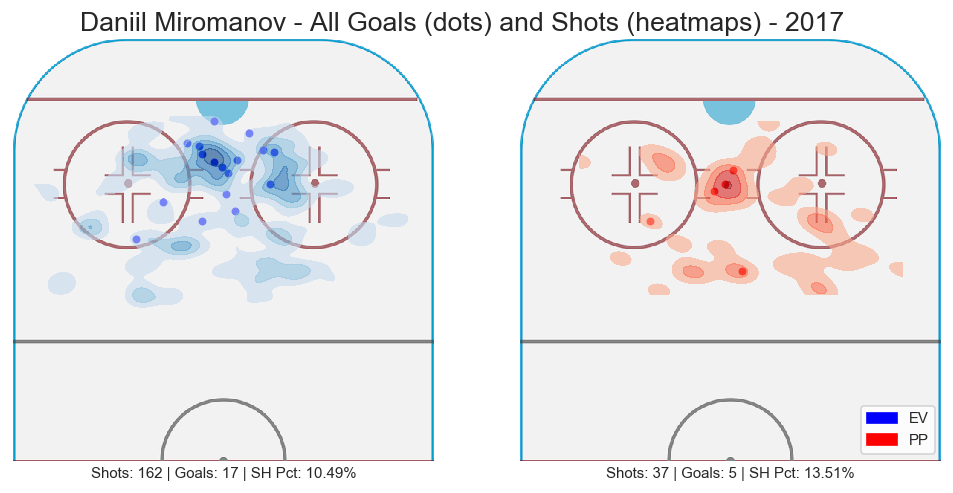 Daniil Miromanov - All Goals (dots) and Shots (heatmaps) - 2017
EV
PP
Shots: 162 | Goals: 17 | SH Pct: 10.49%
Shots: 37 | Goals: 5 | SH Pct: 13.51%